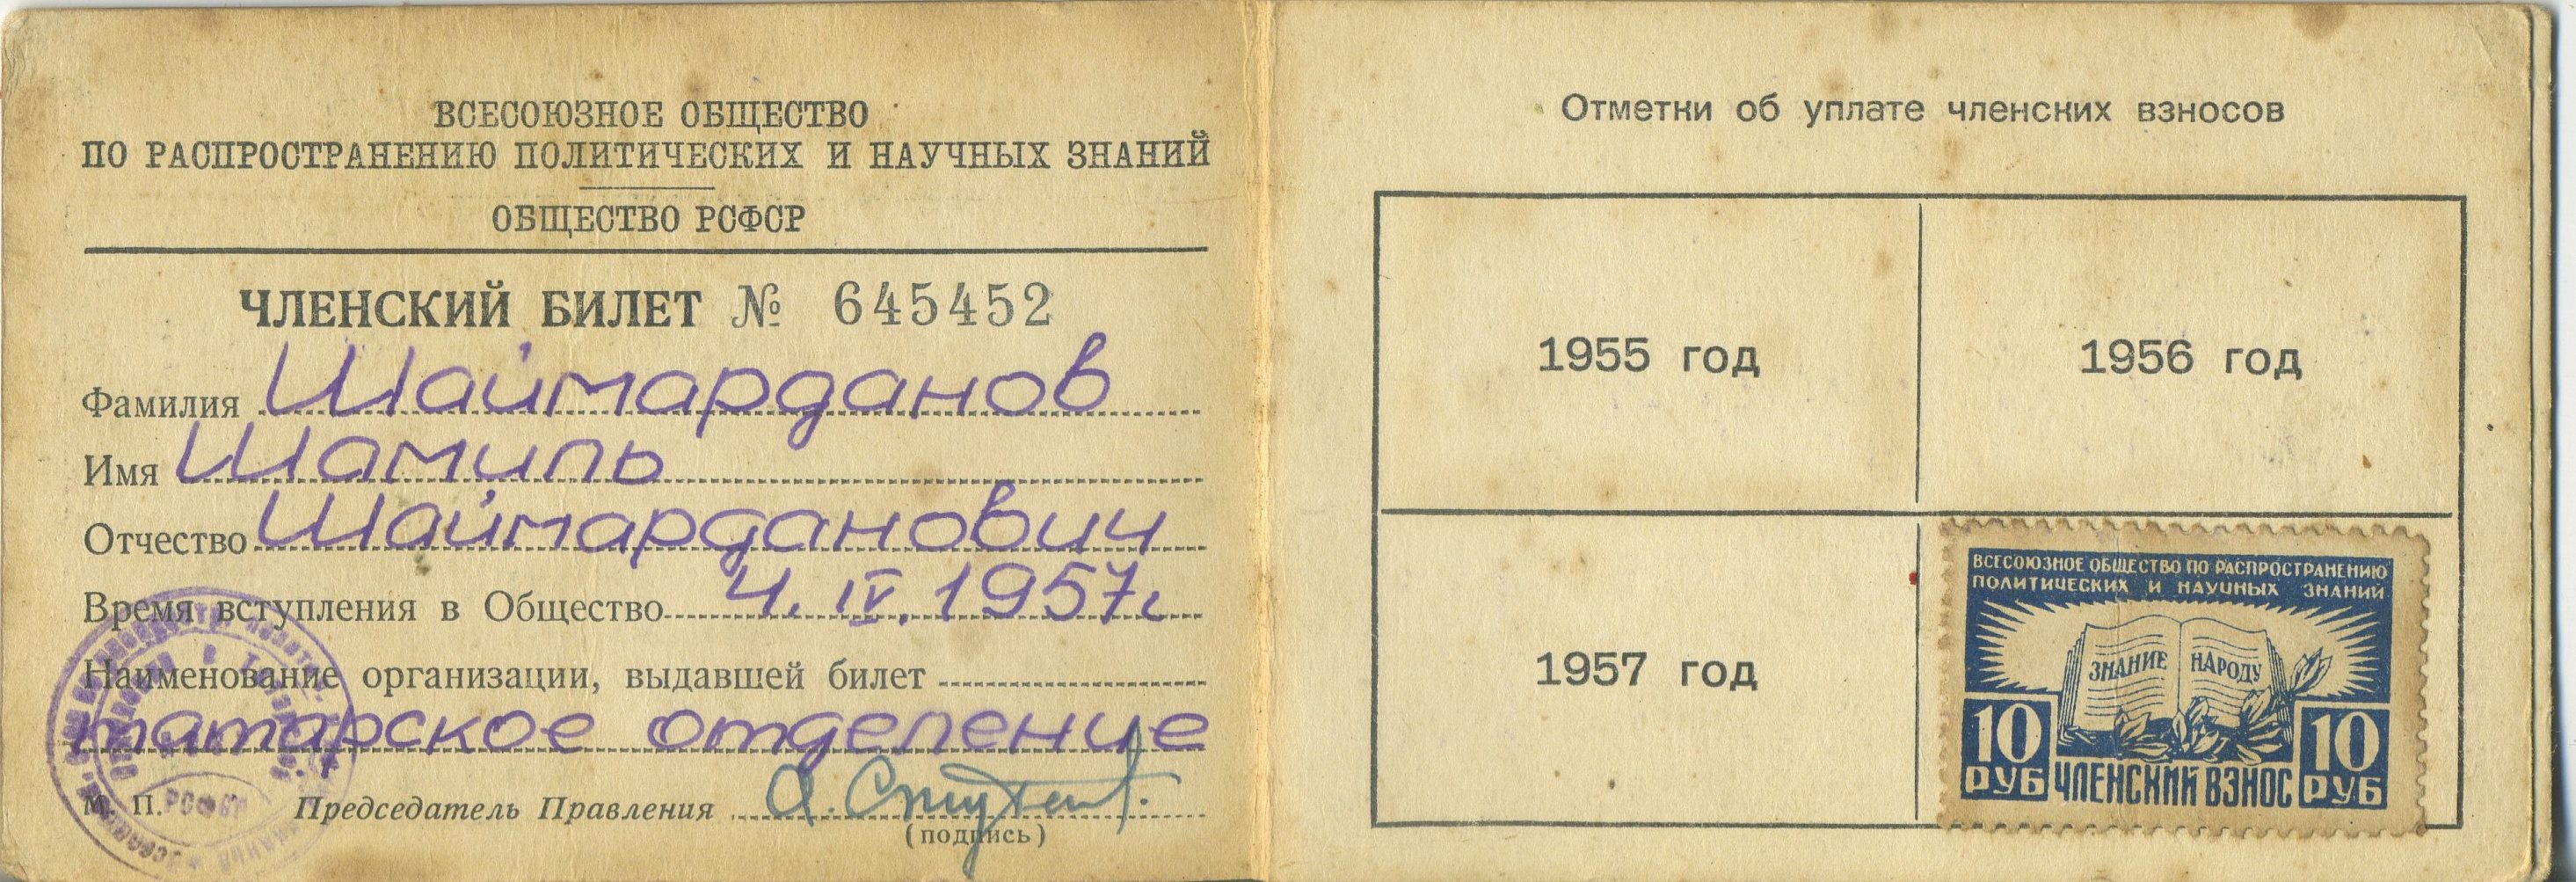 ВСЕСОЮЗНОЕ ОБЩЕСТВО
ПО РАСПРОСТРАНЕНИЮ ПОЛИТИЧЕСКИХ И НАУЧНЫХ ЗНАНИЙ
ОБЩЕСТВО РСФСР
ЧЛЕНСКИЙ БИЛЕТ № 645452
Фамилия Шаймарданов
Имя Шамиль
Отчество Шаймарданович
Время вступления в Общество 4. IV. 1957г
Наименование организации, выдавшей билет
татарское отделение
М. П. Председатель Правления
(подпись)
РСФСР
Отметки об уплате членских взносов
1955 год
1956 год
1957 год
ВСЕСОЮЗНОЕ ОБЩЕСТВО ПО РАСПРОСТРАНЕНИЮ
ПОЛИТИЧЕСКИХ И НАУЧНЫХ ЗНАНИЙ
ЗНАНИЕ НАРОДУ
10 РУБ ЧЛЕНСКИЙ ВЗНОС 10 РУБ